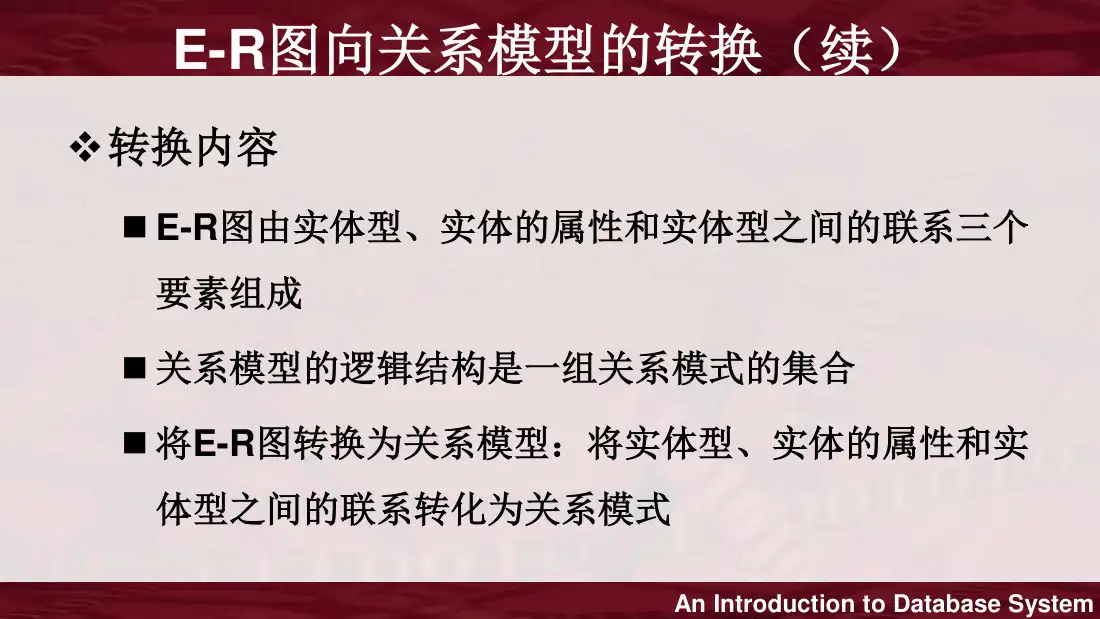 E-R图向关系模型的转换（续）
❖转换内容
■ E-R图由实体型、实体的属性和实体型之间的联系三个
要素组成
■ 关系模型的逻辑结构是一组关系模式的集合
■ 将E-R图转换为关系模型：将实体型、实体的属性和实
体型之间的联系转化为关系模式
An Introduction to Database System